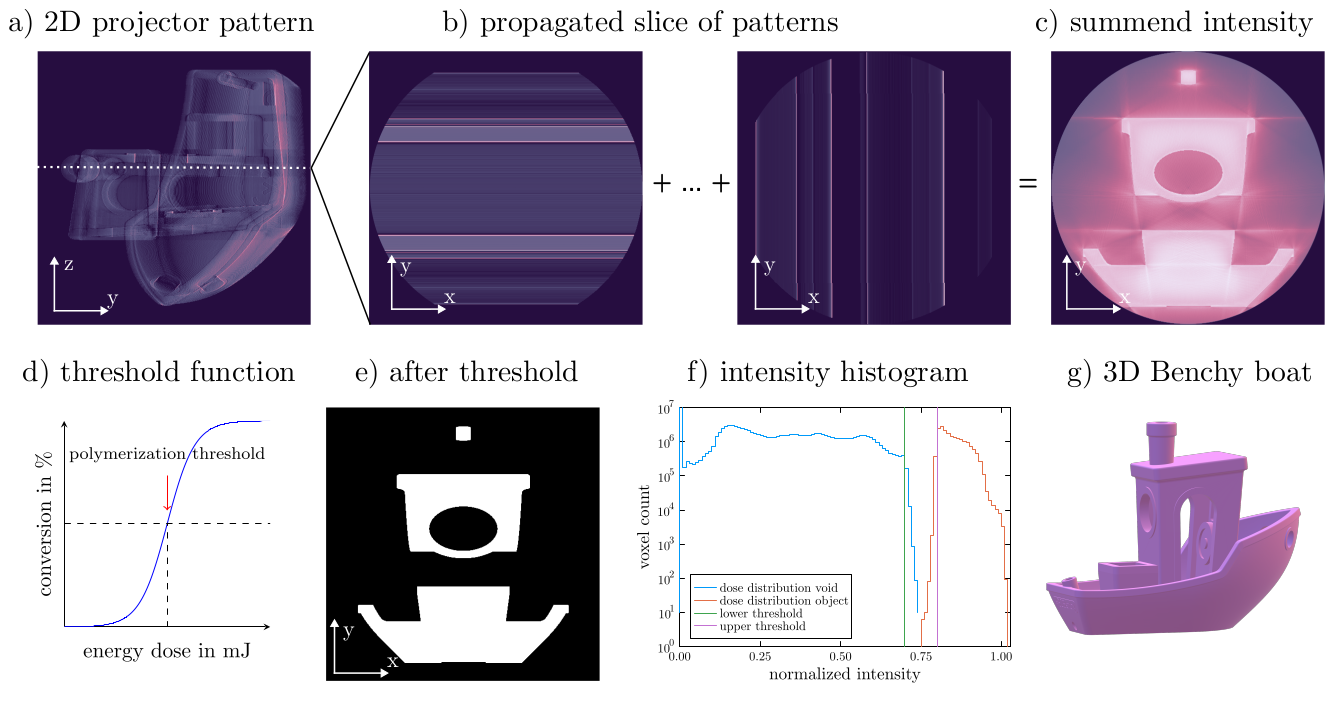 a) 2D projector pattern
b) propagated slice of patterns
c) summend intensity
z
y
y
x
+ ... +
y
x
=
y
x
d) threshold function
e) after threshold
f) intensity histogram
g) 3D Benchy boat
polymerization threshold
conversion in %
energy dose in mJ
y
x
10^7
10^6
10^5
10^4
10^3
10^2
10^1
10^0
voxel count
dose distribution void
dose distribution object
lower threshold
upper threshold
0.00 0.25 0.50 0.75 1.00
normalized intensity